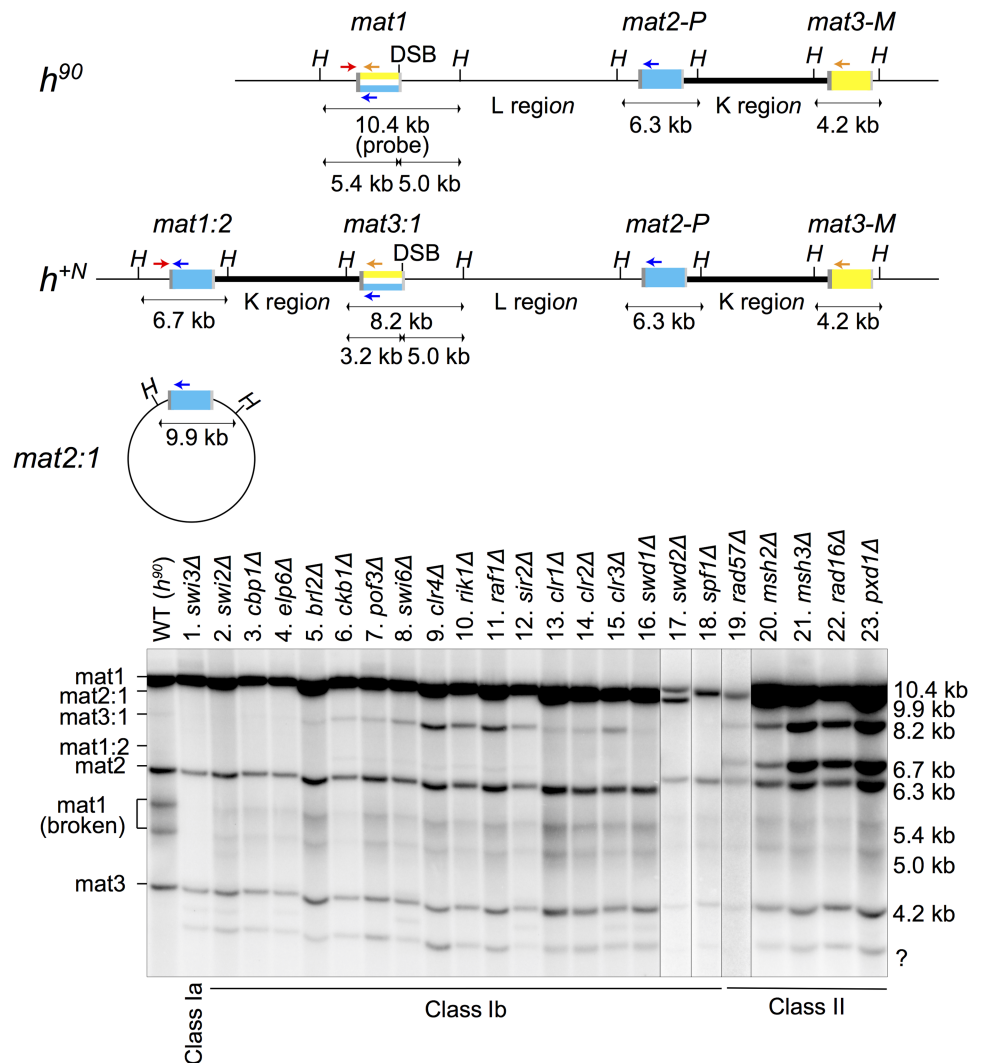 mat1 mat2-P mat3-M
h90 H DSB H H H H H
10.4 kb (probe) L region 6.3 kb K region 4.2 kb
5.4 kb 5.0 kb
mat1:2 mat3:1 mat2-P mat3-M
h+N H H H DSB H H H H H
6.7 kb K region 8.2 kb L region 6.3 kb K region 4.2 kb
3.2 kb 5.0 kb
H H
9.9 kb
mat2:1
WT (h90)
1. swi3Δ
2. swi2Δ
3. cbp1Δ
4. elp6Δ
5. brl2Δ
6. ckb1Δ
7. pof3Δ
8. swi6Δ
9. clr4Δ
10. rik1Δ
11. raf1Δ
12. sir2Δ
13. clr1Δ
14. clr2Δ
15. clr3Δ
16. swd1Δ
17. swd2Δ
18. spf1Δ
19. rad57Δ
20. msh2Δ
21. msh3Δ
22. rad16Δ
23. pxd1Δ
mat1
mat2:1
mat3:1
mat1:2
mat2
mat1
(broken)
mat3
10.4 kb
9.9 kb
8.2 kb
6.7 kb
6.3 kb
5.4 kb
5.0 kb
4.2 kb
?
Class Ia
Class Ib
Class II